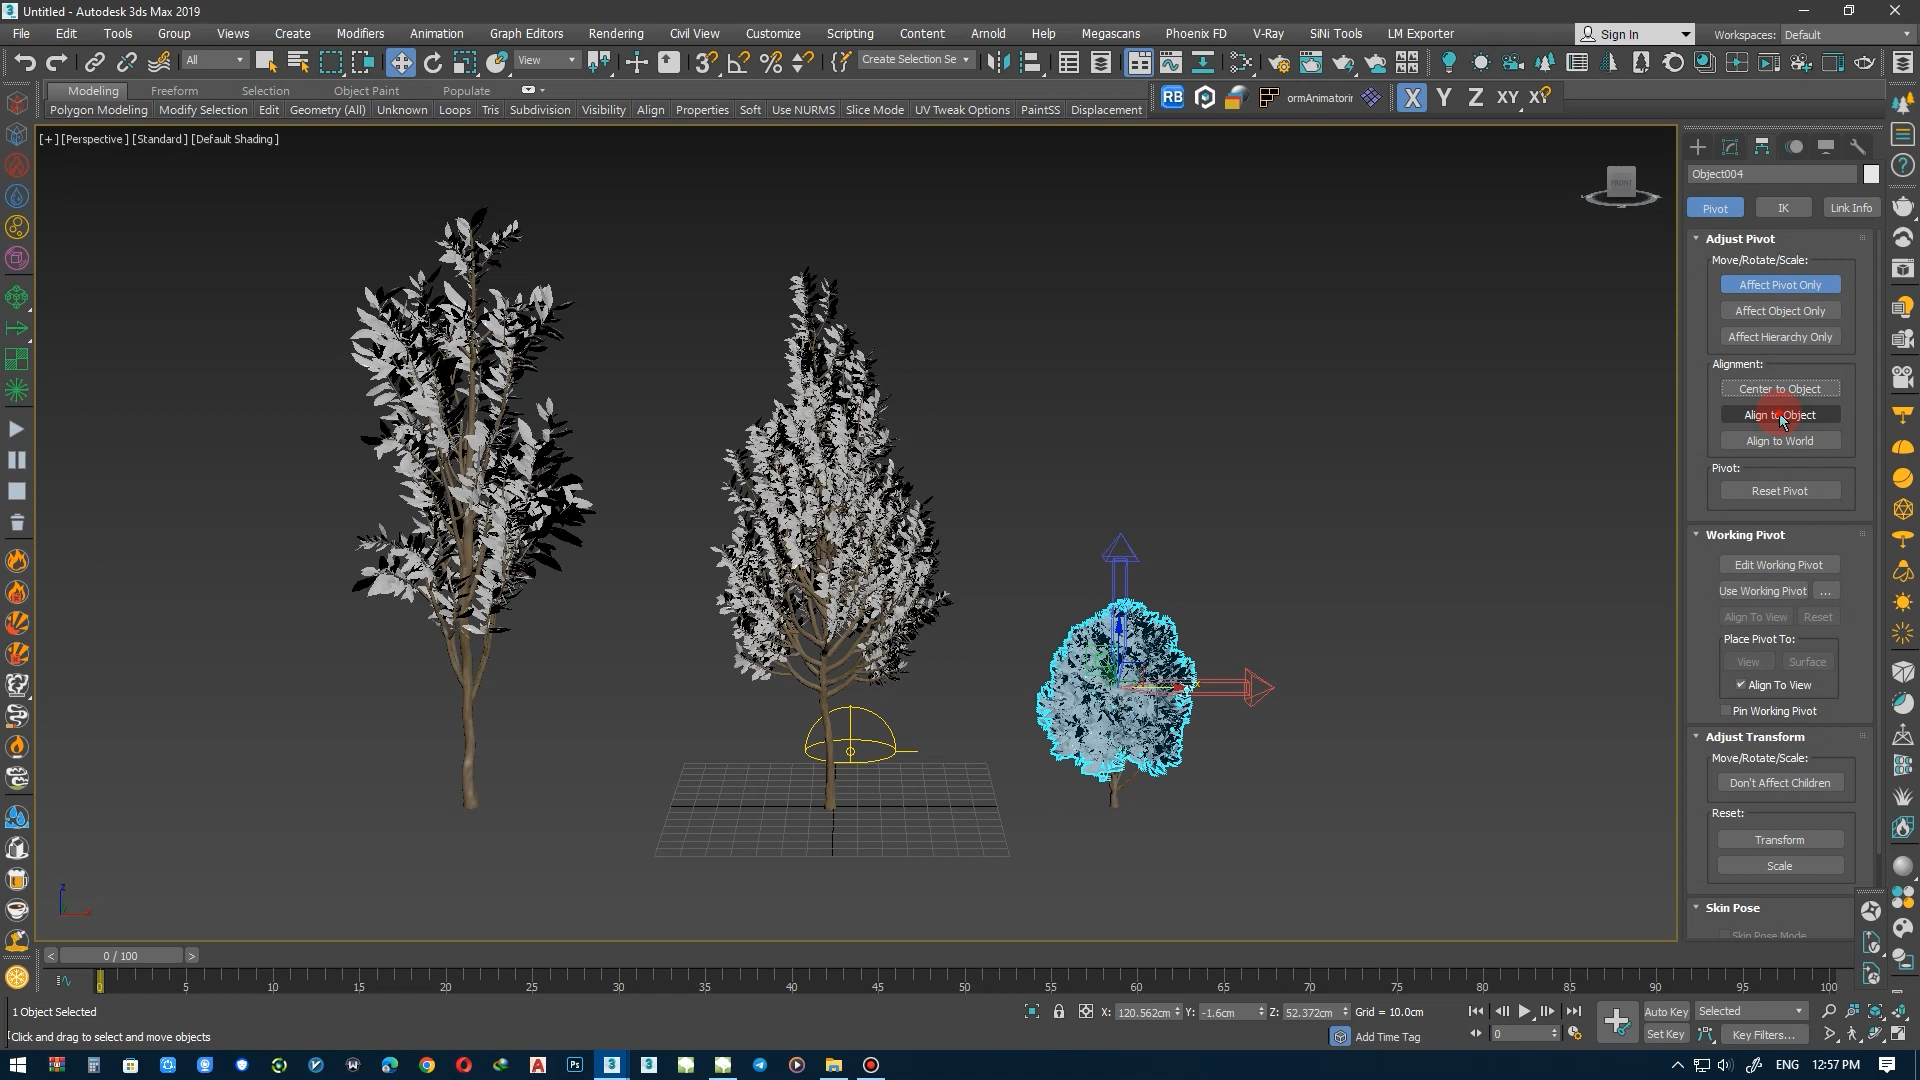 Untitled - Autodesk 3ds Max 2019
File Edit Tools Group Views Create Modifiers Animation Graph Editors Rendering Civil View Customize Scripting Content Arnold Help Megascans Phoenix FD V-Ray SiNi Tools LM Exporter Sign In Workspaces: Default
All View Create Selection Se
Modeling Freeform Selection Object Paint Populate
Polygon Modeling Modify Selection Edit Geometry (All) Unknown Loops Tris Subdivision Visibility Align Properties Soft Use NURMS Slice Mode UV Tweak Options PaintSS Displacement RB ormAnimatorir X Y Z XY XY
[+] [Perspective] [Standard] [Default Shading]
FRONT
Object004
Pivot IK Link Info
Adjust Pivot
Move/Rotate/Scale:
Affect Pivot Only
Affect Object Only
Affect Hierarchy Only
Alignment:
Center to Object
Align to Object
Align to World
Pivot:
Reset Pivot
Working Pivot
Edit Working Pivot
Use Working Pivot ...
Align To View Reset
Place Pivot To:
View Surface
Align To View
Pin Working Pivot
Adjust Transform
Move/Rotate/Scale:
Don't Affect Children
Reset:
Transform
Scale
Skin Pose
Skin Pose Mode
x
z
< 0 / 100 >
0 5 10 15 20 25 30 35 40 45 50 55 60 65 70 75 80 85 90 95 100
1 Object Selected
Click and drag to select and move objects
X: 120.562cm Y: -1.6cm Z: 52.372cm Grid = 10.0cm
Add Time Tag
0
Auto Key Selected
Set Key Key Filters...
ENG 12:57 PM